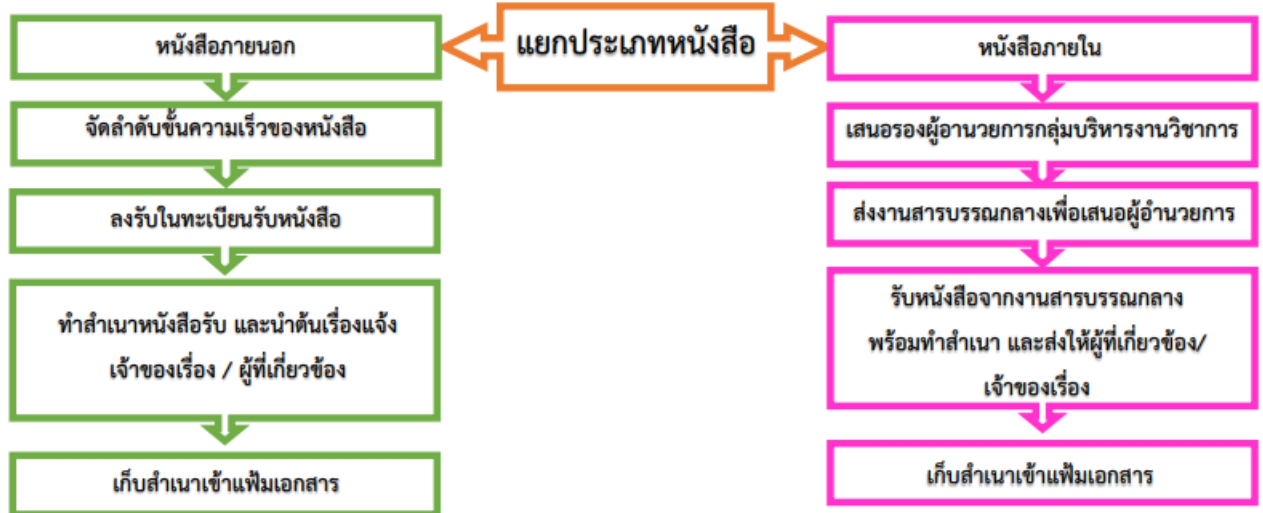 แยกประเภทหนังสือ
หนังสือภายนอก
จัดลำดับชั้นความเร็วของหนังสือ
ลงรับในทะเบียนรับหนังสือ
ทำสำเนาหนังสือรับ และนำต้นเรื่องแจ้ง
เจ้าของเรื่อง / ผู้ที่เกี่ยวข้อง
เก็บสำเนาเข้าแฟ้มเอกสาร
หนังสือภายใน
เสนอรองผู้อานวยการกลุ่มบริหารงานวิชาการ
ส่งงานสารบรรณกลางเพื่อเสนอผู้อำนวยการ
รับหนังสือจากงานสารบรรณกลาง
พร้อมทำสำเนา และส่งให้ผู้ที่เกี่ยวข้อง/
เจ้าของเรื่อง
เก็บสำเนาเข้าแฟ้มเอกสาร